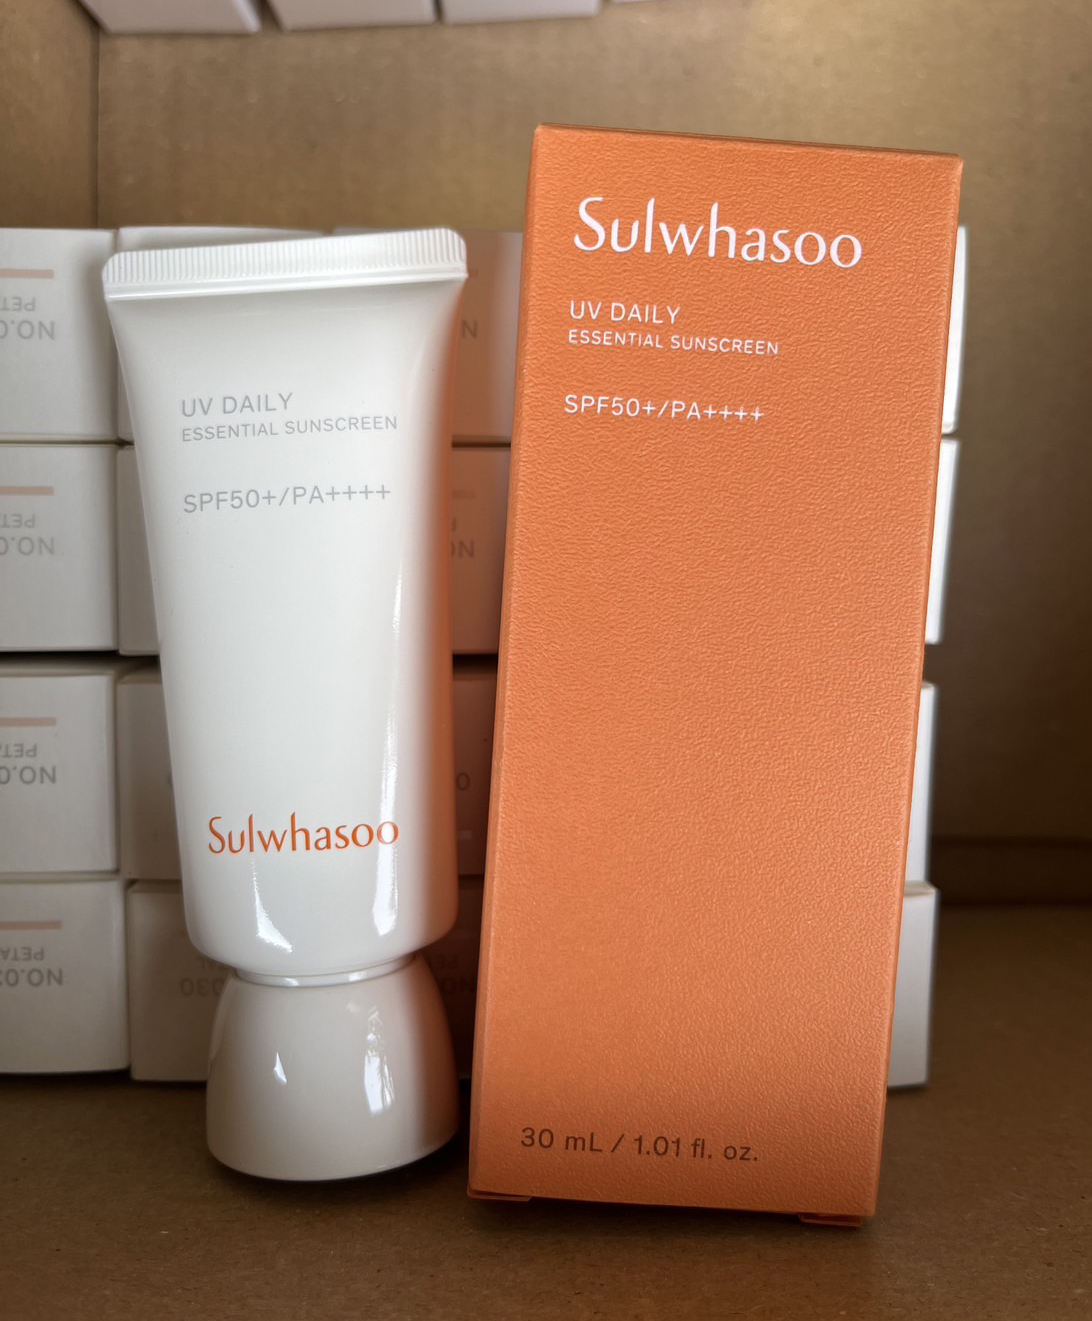 UV DAILY
ESSENTIAL SUNSCREEN
SPF50+/PA++++
Sulwhasoo
Sulwhasoo
UV DAILY
ESSENTIAL SUNSCREEN
SPF50+/PA++++
30 mL / 1.01 fl. oz.